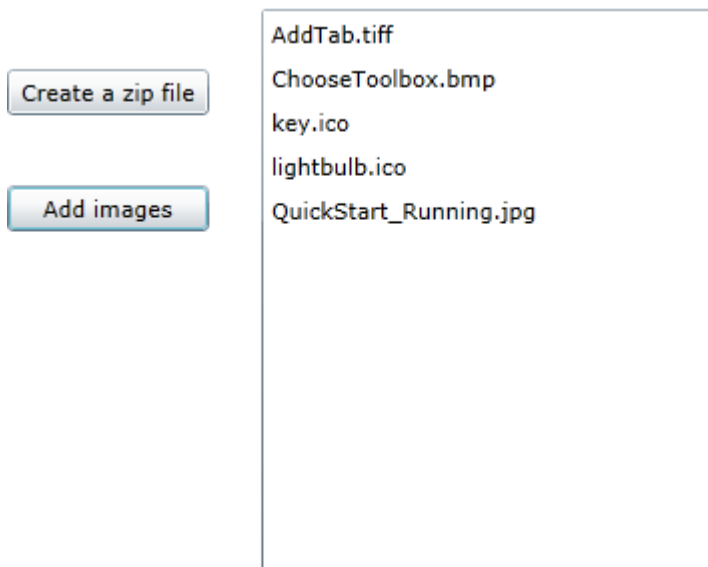 AddTab.tiff
Create a zip file
ChooseToolbox.bmp
key.ico
lightbulb.ico
Add images
QuickStart_Running.jpg